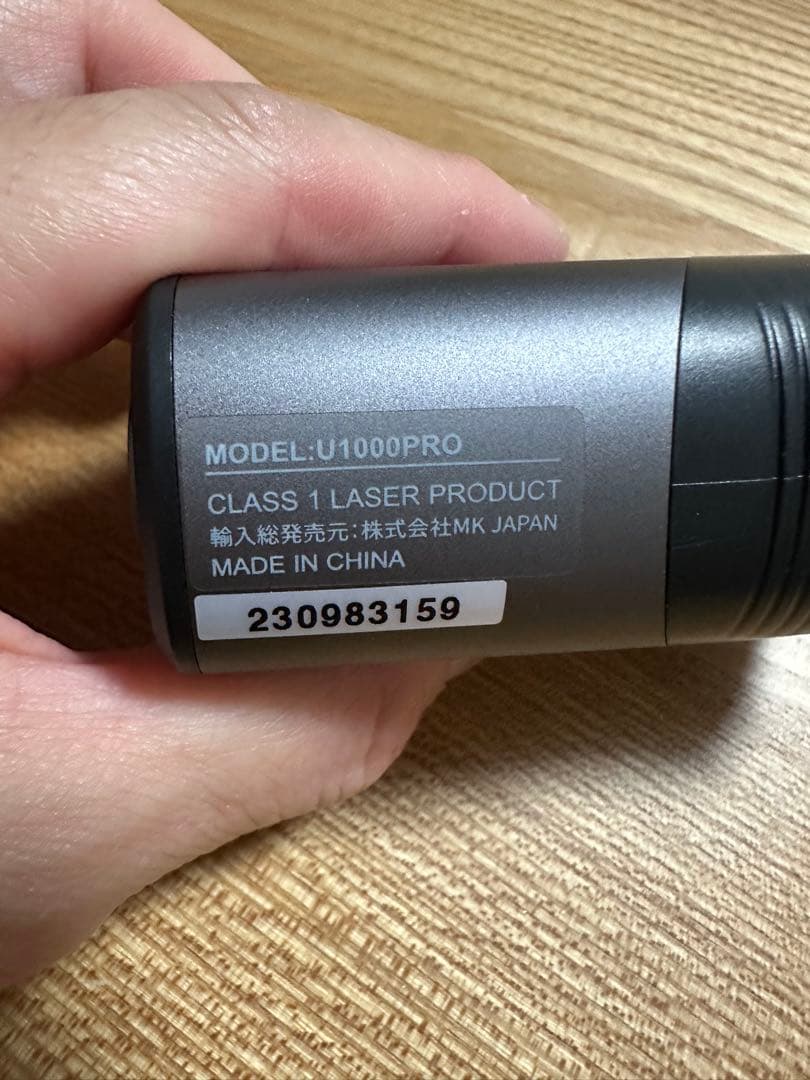 MODEL:U1000PRO
CLASS 1 LASER PRODUCT
輸入総発売元:株式会社MK JAPAN
MADE IN CHINA
230983159